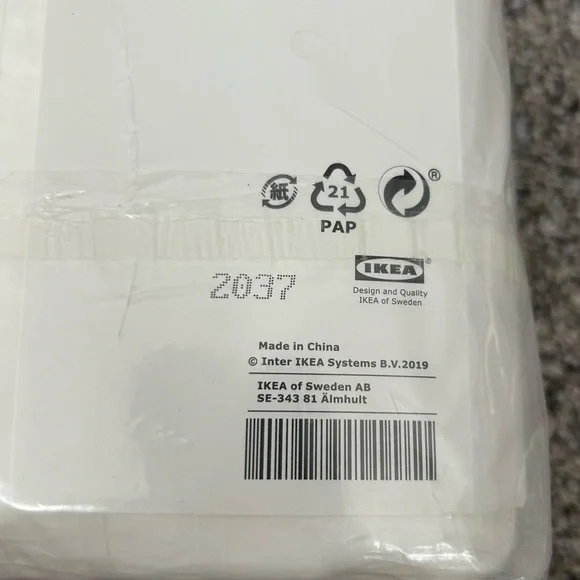 紙
21
®
PAP
2037
IKEA®
Design and Quality
IKEA of Sweden
Made in China
© Inter IKEA Systems B.V.2019
IKEA of Sweden AB
SE-343 81 Älmhult